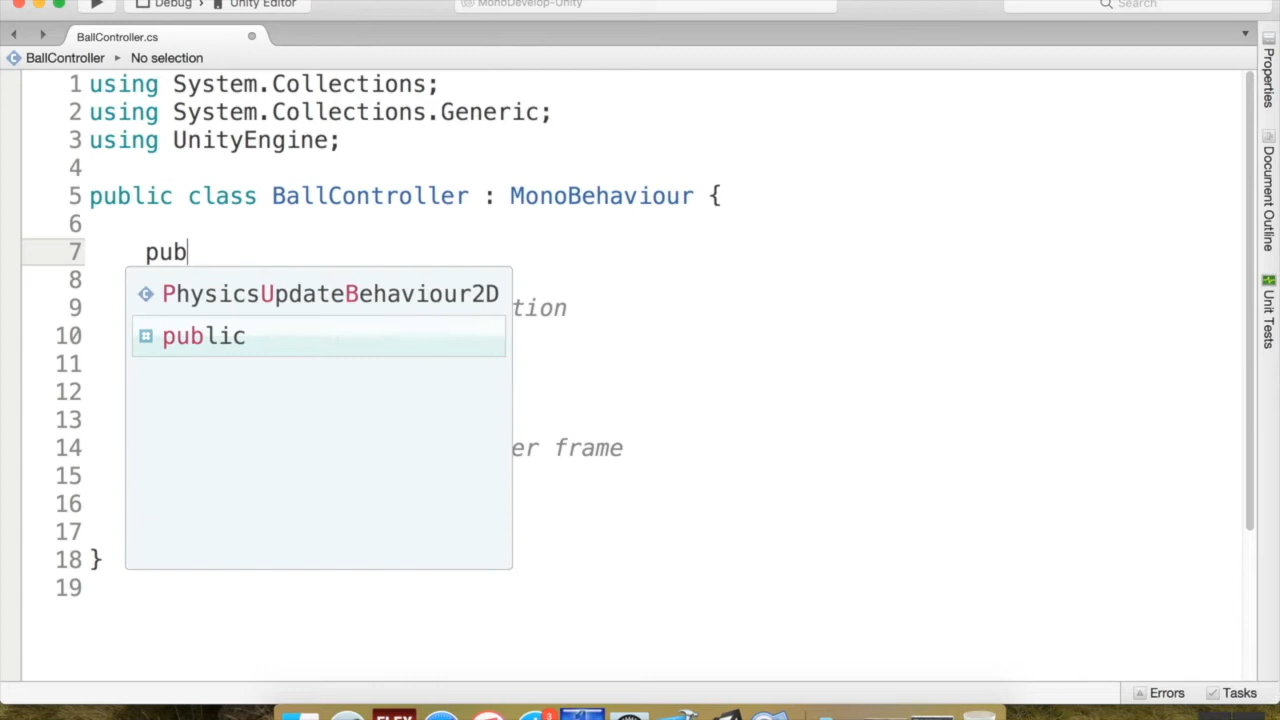 Debug › Unity Editor
MonoDevelop-Unity
Search
BallController.cs
BallController ▸ No selection
1 using System.Collections;
2 using System.Collections.Generic;
3 using UnityEngine;
4
5 public class BallController : MonoBehaviour {
6
7 pub
8
PhysicsUpdateBehaviour2D
9 tion
10
public
11
12
13
14 er frame
15
16
17
18 }
19
Properties
Document Outline
Unit Tests
Errors
Tasks
3
FLEX